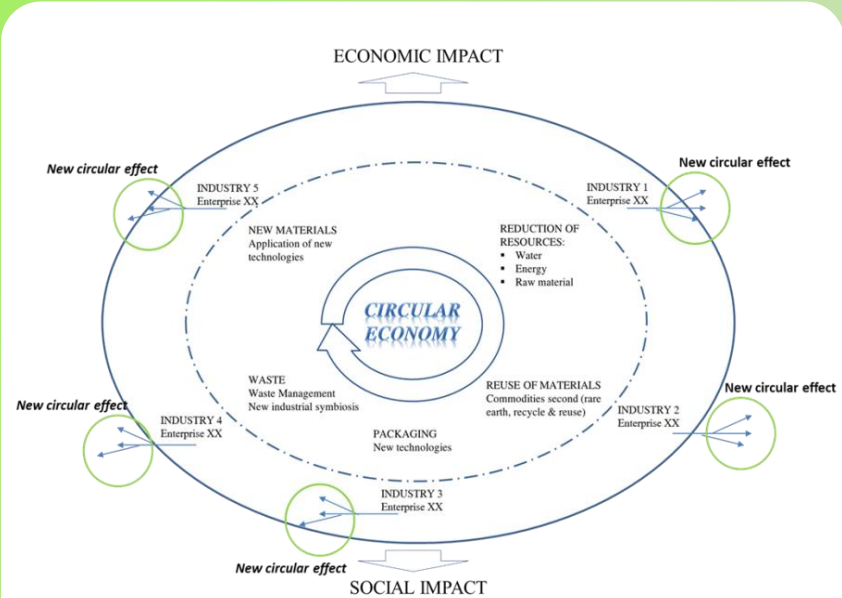 ECONOMIC IMPACT
New circular effect
New circular effect
INDUSTRY 5
Enterprise XX
INDUSTRY 1
Enterprise XX
NEW MATERIALS
Application of new
technologies
REDUCTION OF
RESOURCES:
▪ Water
▪ Energy
▪ Raw material
CIRCULAR
ECONOMY
WASTE
Waste Management
New industrial symbiosis
REUSE OF MATERIALS
Commodities second (rare
earth, recycle & reuse)
New circular effect
New circular effect
INDUSTRY 4
Enterprise XX
INDUSTRY 2
Enterprise XX
PACKAGING
New technologies
INDUSTRY 3
Enterprise XX
New circular effect
SOCIAL IMPACT